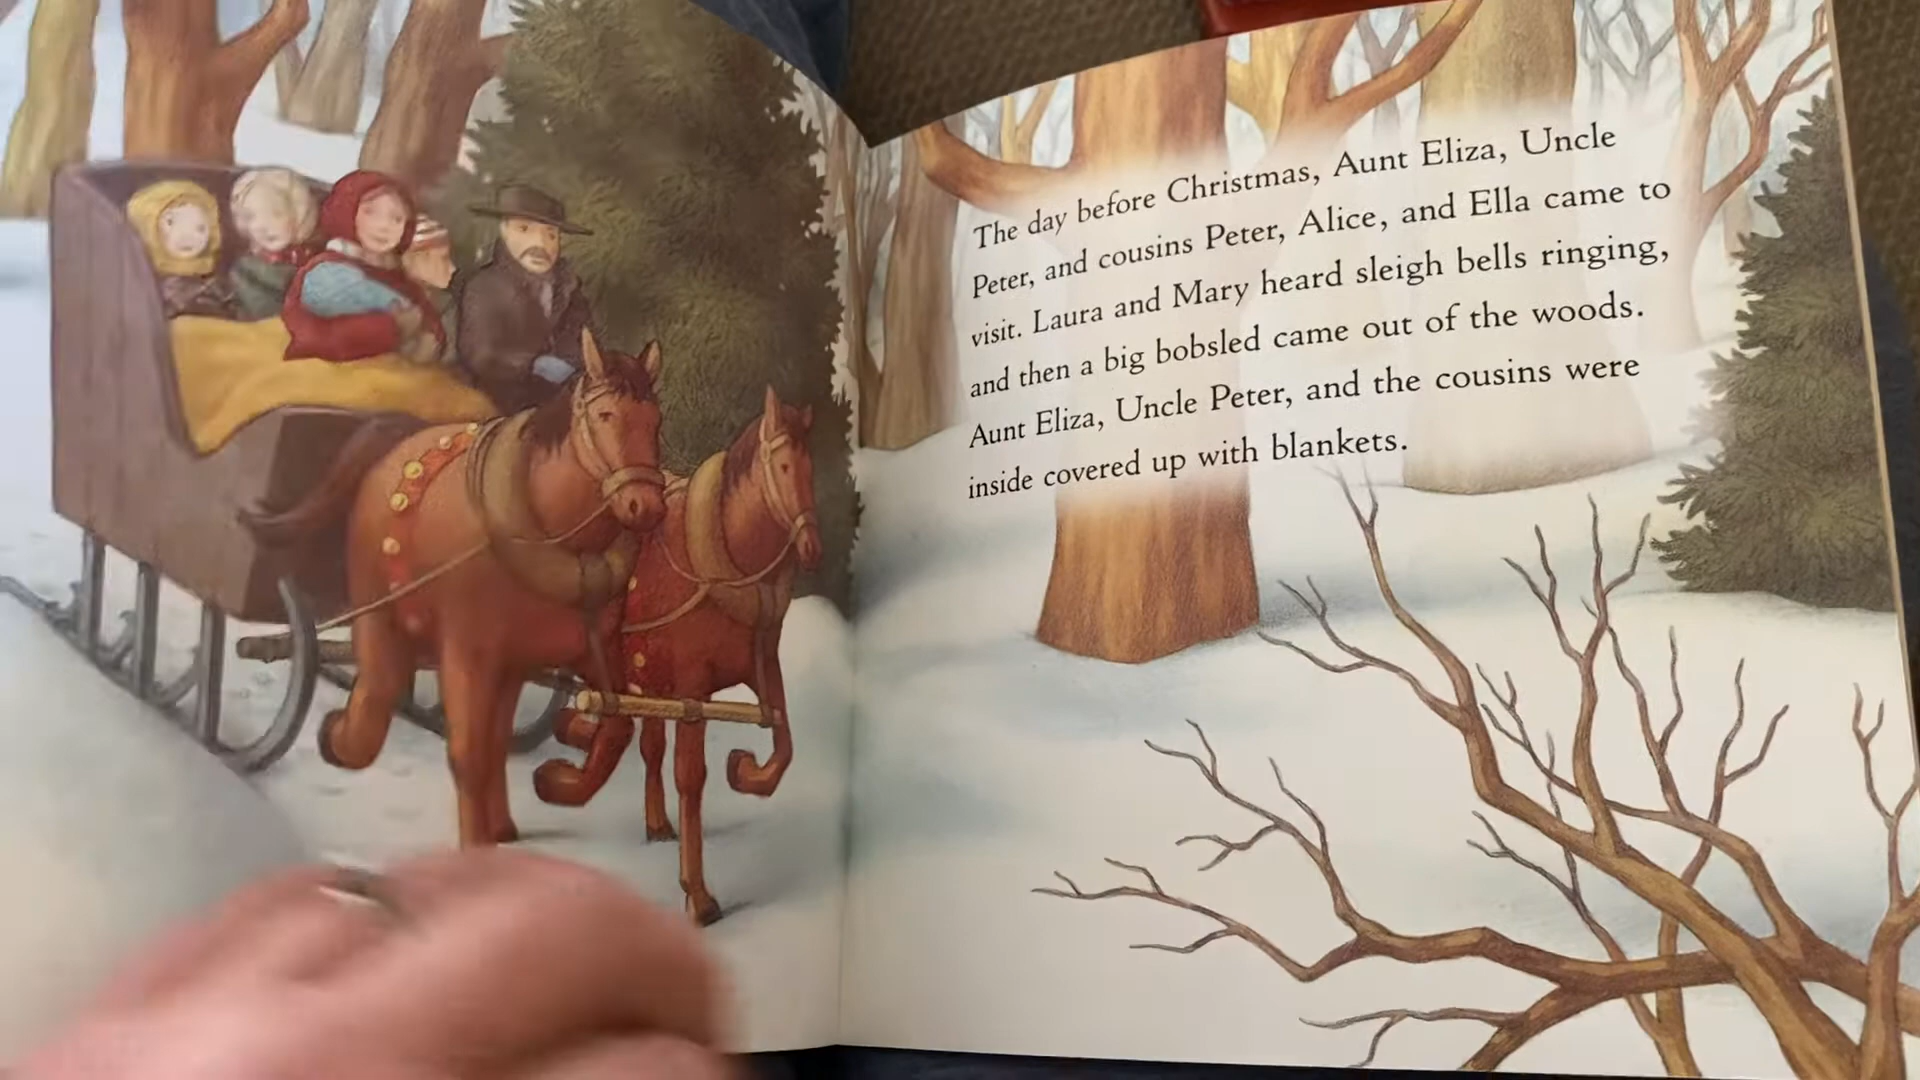 The day before Christmas, Aunt Eliza, Uncle
Peter, and cousins Peter, Alice, and Ella came to
visit. Laura and Mary heard sleigh bells ringing,
and then a big bobsled came out of the woods.
Aunt Eliza, Uncle Peter, and the cousins were
inside covered up with blankets.